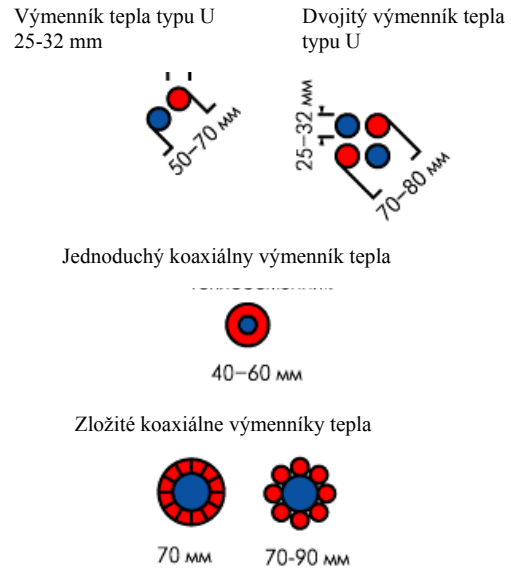 Výmenník tepla typu U
25-32 mm
Dvojitý výmenník tepla
typu U
50–70 мм
25–32 мм
70–80 мм
Jednoduchý koaxiálny výmenník tepla
40–60 мм
Zložité koaxiálne výmenníky tepla
70 мм
70-90 мм